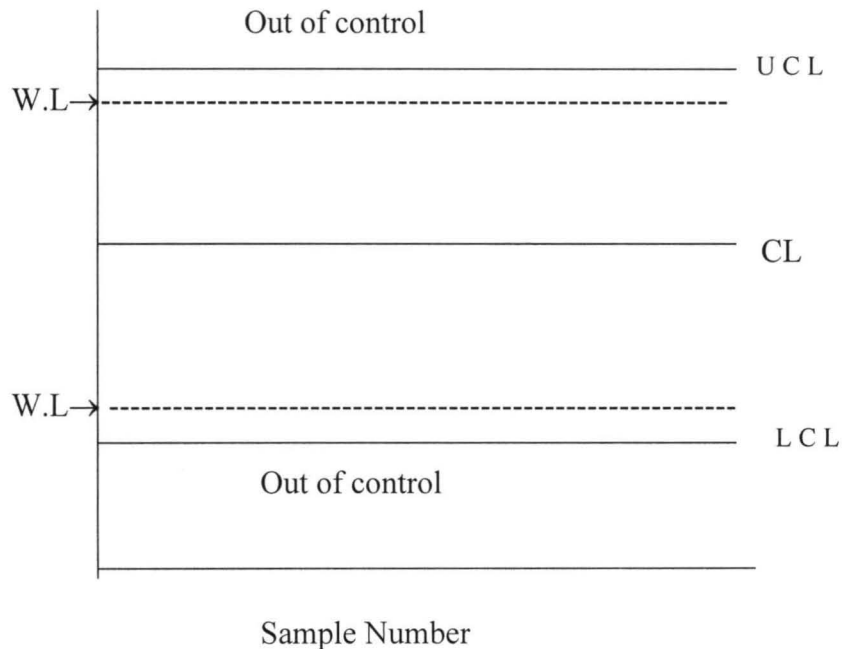 Out of control
U C L
W.L→
CL
W.L→
L C L
Out of control
Sample Number